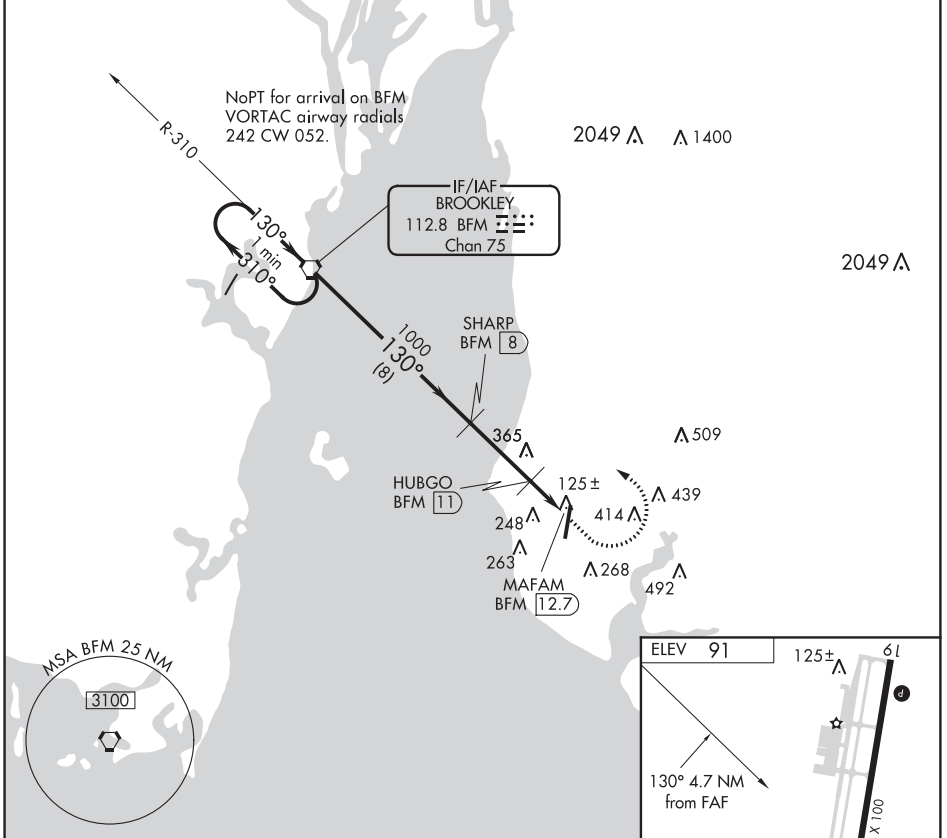 NoPT for arrival on BFM
VORTAC airway radials
242 CW 052.
R-310
2049
1400
IF/IAF
BROOKLEY
112.8 BFM
Chan 75
2049
130°
1 min
310°
1000
130°
(8)
SHARP
BFM 8
365
509
HUBGO
BFM 11
125±
439
248
414
263
268
492
MAFAM
BFM 12.7
MSA BFM 25 NM
3100
ELEV 91
125±
19
P
130° 4.7 NM
from FAF
X 100